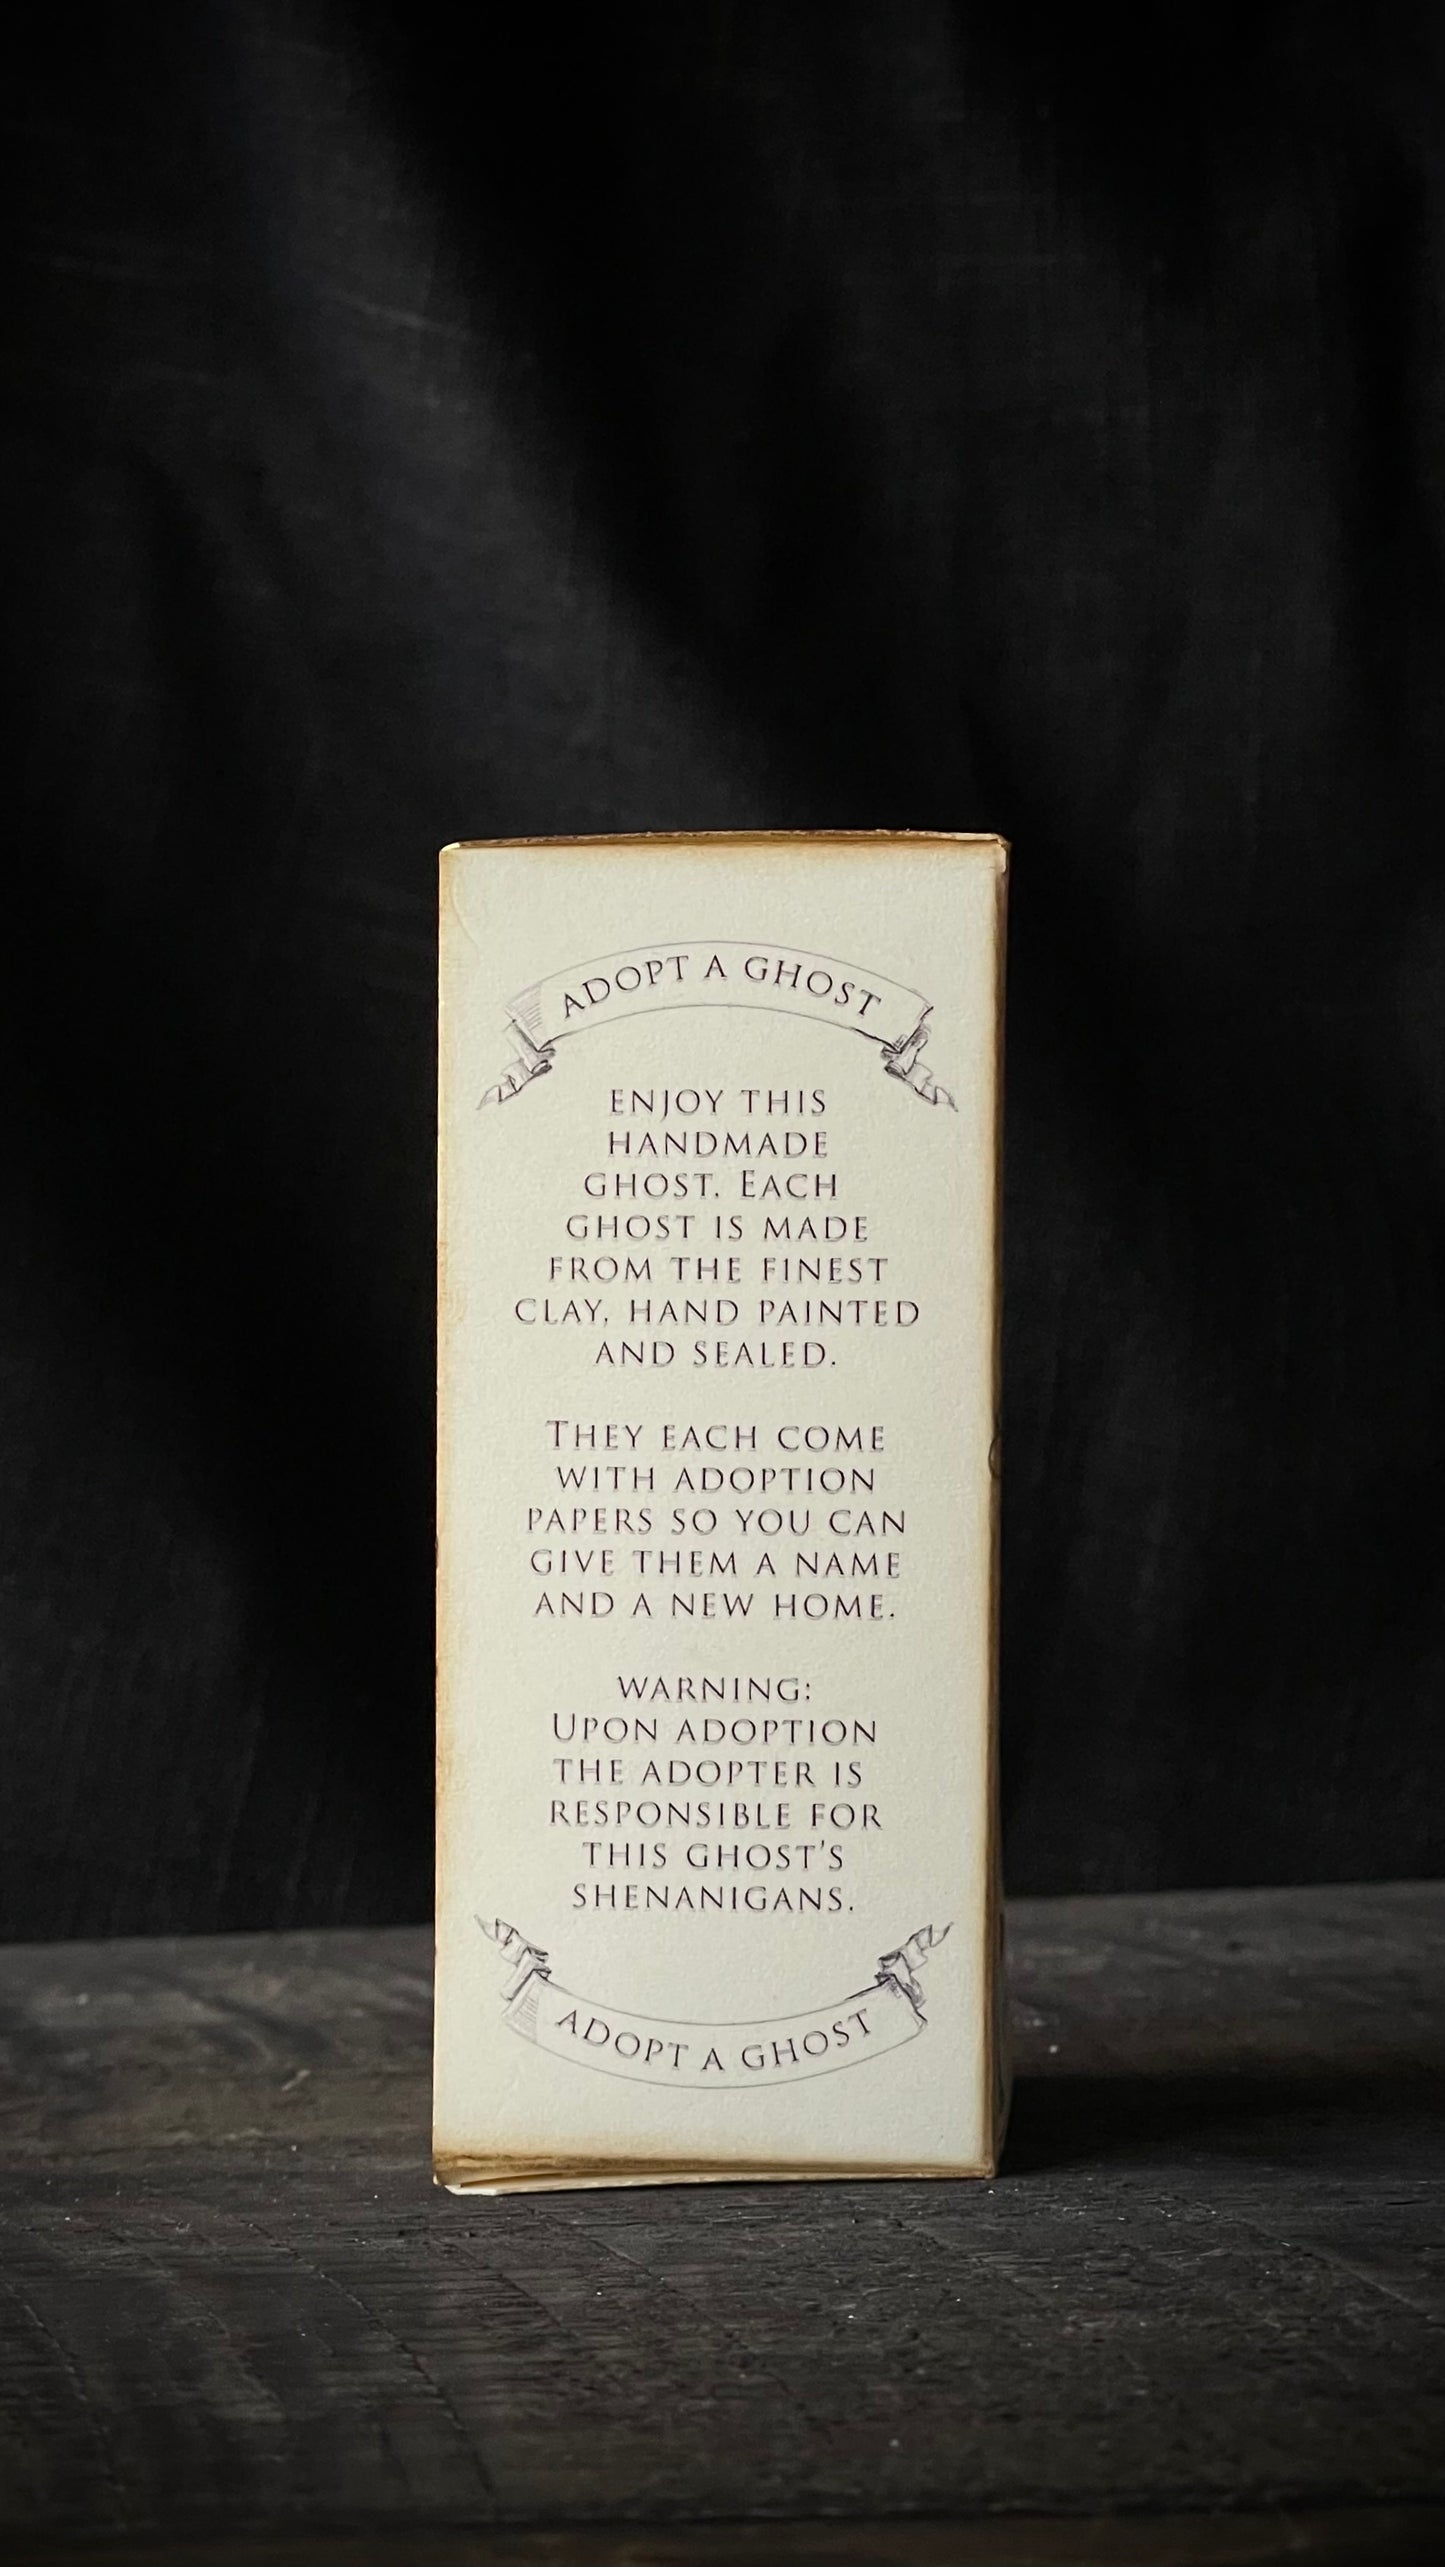 ADOPT A GHOST
ENJOY THIS
HANDMADE
GHOST. EACH
GHOST IS MADE
FROM THE FINEST
CLAY, HAND PAINTED
AND SEALED.
THEY EACH COME
WITH ADOPTION
PAPERS SO YOU CAN
GIVE THEM A NAME
AND A NEW HOME.
WARNING:
UPON ADOPTION
THE ADOPTER IS
RESPONSIBLE FOR
THIS GHOST'S
SHENANIGANS.
ADOPT A GHOST